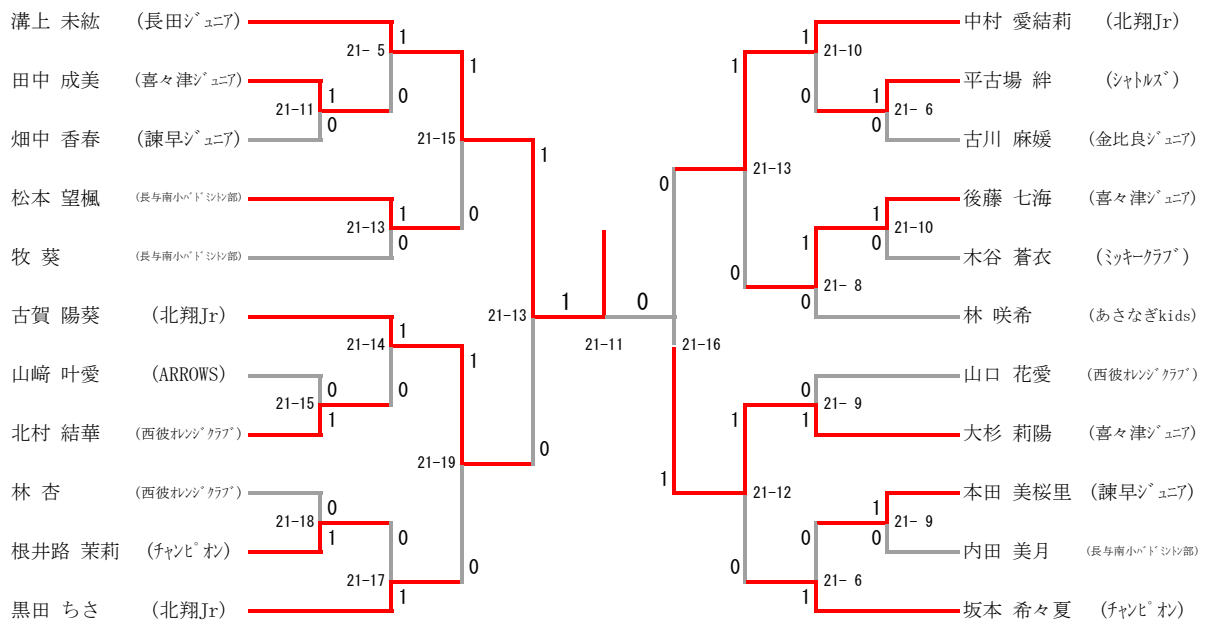 溝上 未紘 (長田ジュニア)
21- 5
1
0
田中 成美 (喜々津ジュニア)
21-11
1
0
畑中 香春 (諫早ジュニア)
21-15
1
0
松本 望楓 (長与南小バドミントン部)
21-13
1
0
牧 葵 (長与南小バドミントン部)
21-13
1
0
古賀 陽葵 (北翔Jr)
21-14
1
0
山﨑 叶愛 (ARROWS)
21-15
0
1
北村 結華 (西彼オレンジクラブ)
21-19
1
0
林 杏 (西彼オレンジクラブ)
21-18
0
1
根井路 茉莉 (チャンピオン)
21-17
0
1
黒田 ちさ (北翔Jr)
1
0
21-11
中村 愛結莉 (北翔Jr)
1
21-10
0
平古場 絆 (シャトルズ)
1
21- 6
0
古川 麻媛 (金比良ジュニア)
1
21-13
0
後藤 七海 (喜々津ジュニア)
1
21-10
0
木谷 蒼衣 (ミッキークラブ)
1
21- 8
0
林 咲希 (あさなぎkids)
0
21-16
1
山口 花愛 (西彼オレンジクラブ)
0
21- 9
1
大杉 莉陽 (喜々津ジュニア)
1
21-12
0
本田 美桜里 (諫早ジュニア)
1
21- 9
0
内田 美月 (長与南小バドミントン部)
0
21- 6
1
坂本 希々夏 (チャンピオン)